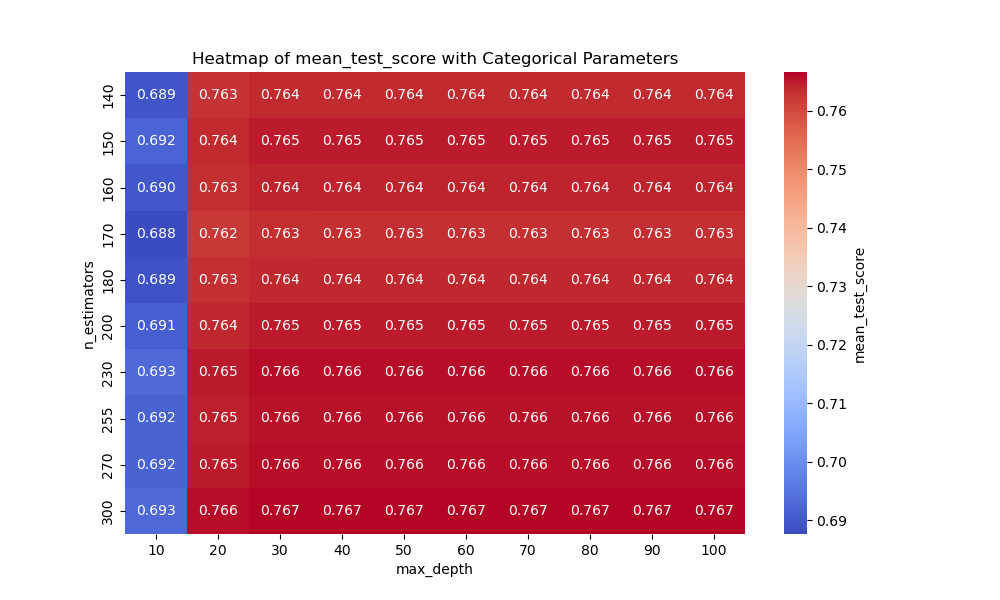 Heatmap of mean_test_score with Categorical Parameters
140 0.689 0.763 0.764 0.764 0.764 0.764 0.764 0.764 0.764 0.764
150 0.692 0.764 0.765 0.765 0.765 0.765 0.765 0.765 0.765 0.765
160 0.690 0.763 0.764 0.764 0.764 0.764 0.764 0.764 0.764 0.764
170 0.688 0.762 0.763 0.763 0.763 0.763 0.763 0.763 0.763 0.763
180 0.689 0.763 0.764 0.764 0.764 0.764 0.764 0.764 0.764 0.764
200 0.691 0.764 0.765 0.765 0.765 0.765 0.765 0.765 0.765 0.765
230 0.693 0.765 0.766 0.766 0.766 0.766 0.766 0.766 0.766 0.766
255 0.692 0.765 0.766 0.766 0.766 0.766 0.766 0.766 0.766 0.766
270 0.692 0.765 0.766 0.766 0.766 0.766 0.766 0.766 0.766 0.766
300 0.693 0.766 0.767 0.767 0.767 0.767 0.767 0.767 0.767 0.767
10 20 30 40 50 60 70 80 90 100
max_depth
n_estimators
0.76
0.75
0.74
0.73
0.72
0.71
0.70
0.69
mean_test_score